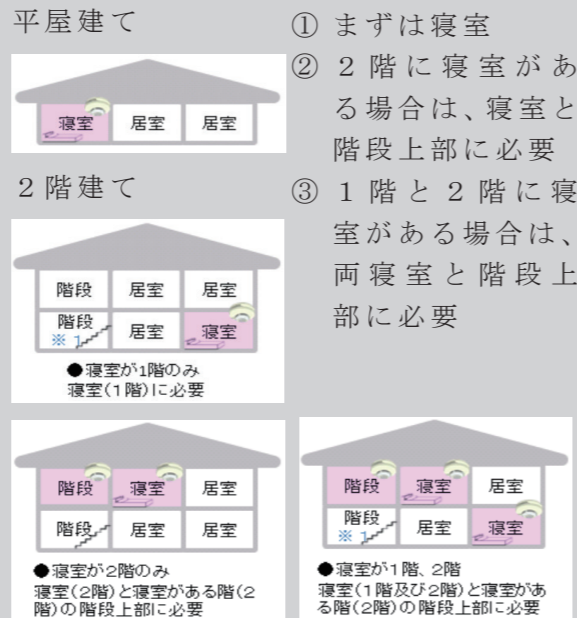 平屋建て
寝室 居室 居室
２階建て
階段 居室 居室
階段 居室 寝室
※1
●寝室が1階のみ
寝室(1階)に必要
① まずは寝室
② ２階に寝室があ
る場合は、寝室と
階段上部に必要
③ １階と２階に寝
室がある場合は、
両寝室と階段上
部に必要
階段 寝室 居室
階段 居室 居室
●寝室が2階のみ
寝室(2階)と寝室がある階(2
階)の階段上部に必要
階段 寝室 居室
階段 居室 寝室
※1
●寝室が1階、2階
寝室(1階及び2階)と寝室があ
る階(2階)の階段上部に必要